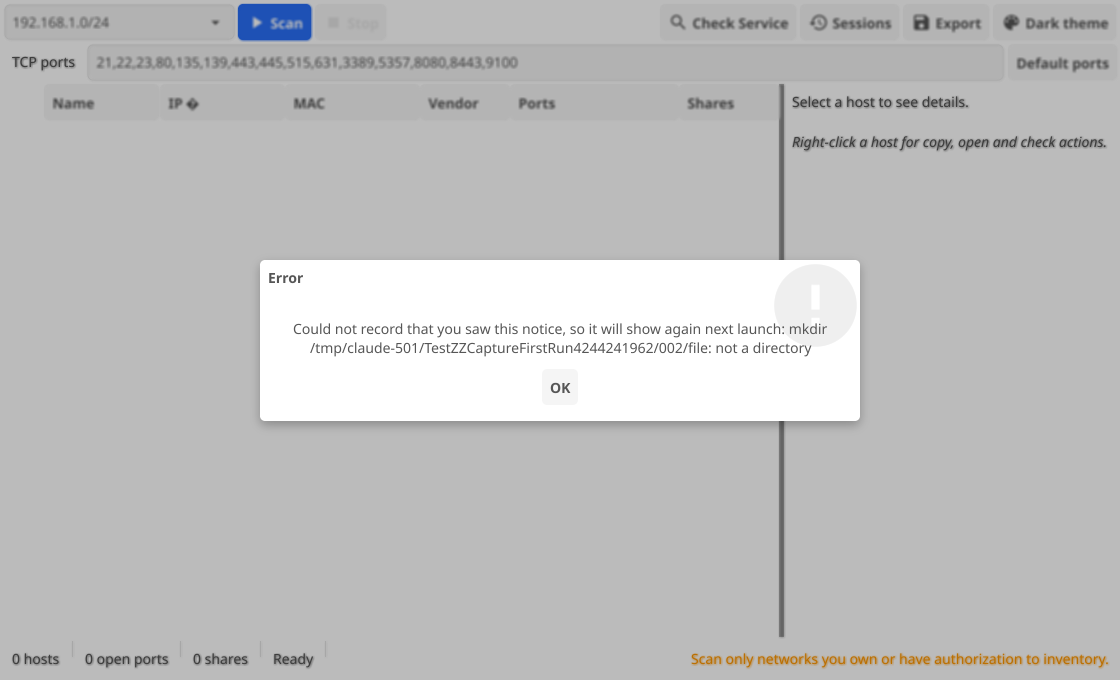 192.168.1.0/24 Scan Stop Check Service Sessions Export Dark theme
TCP ports 21,22,23,80,135,139,443,445,515,631,3389,5357,8080,8443,9100 Default ports
Name IP � MAC Vendor Ports Shares
Select a host to see details.
Right-click a host for copy, open and check actions.
Error
Could not record that you saw this notice, so it will show again next launch: mkdir
/tmp/claude-501/TestZZCaptureFirstRun4244241962/002/file: not a directory
OK
0 hosts 0 open ports 0 shares Ready Scan only networks you own or have authorization to inventory.